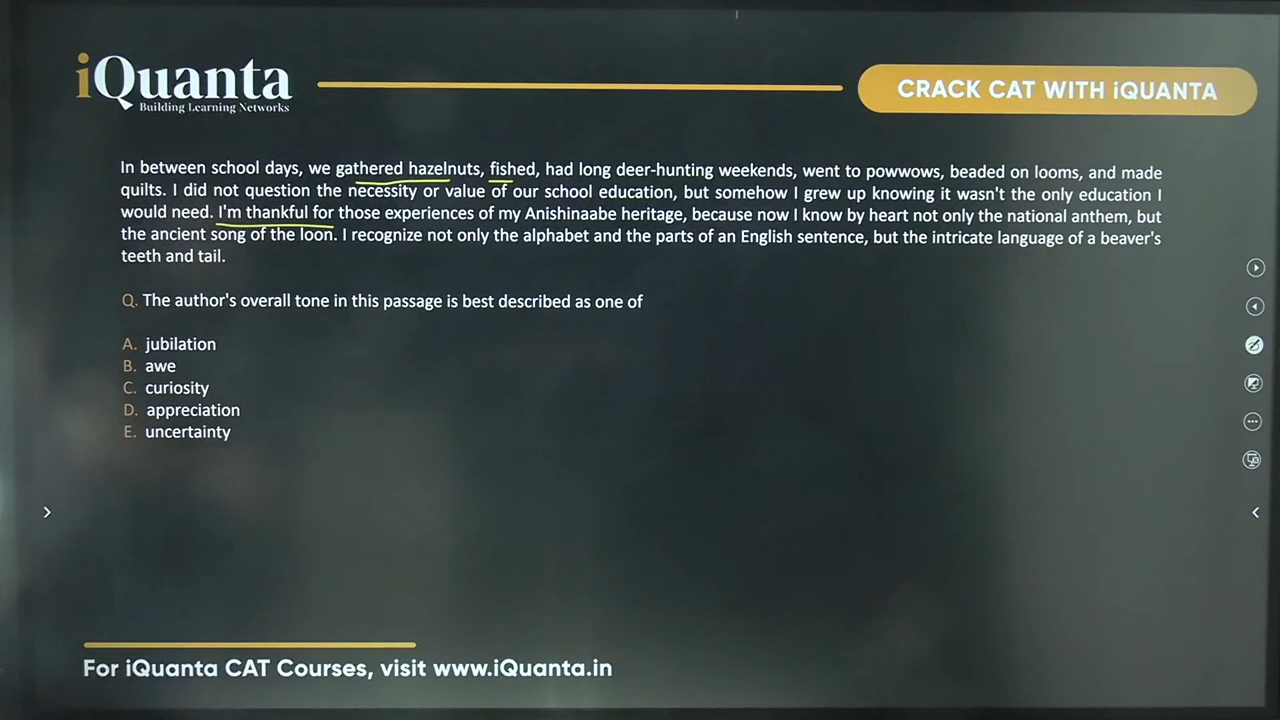 iQuanta
Building Learning Networks
CRACK CAT WITH iQUANTA
In between school days, we gathered hazelnuts, fished, had long deer-hunting weekends, went to powwows, beaded on looms, and made
quilts. I did not question the necessity or value of our school education, but somehow I grew up knowing it wasn't the only education I
would need. I'm thankful for those experiences of my Anishinaabe heritage, because now I know by heart not only the national anthem, but
the ancient song of the loon. I recognize not only the alphabet and the parts of an English sentence, but the intricate language of a beaver's
teeth and tail.
Q. The author's overall tone in this passage is best described as one of
A. jubilation
B. awe
C. curiosity
D. appreciation
E. uncertainty
For iQuanta CAT Courses, visit www.iQuanta.in